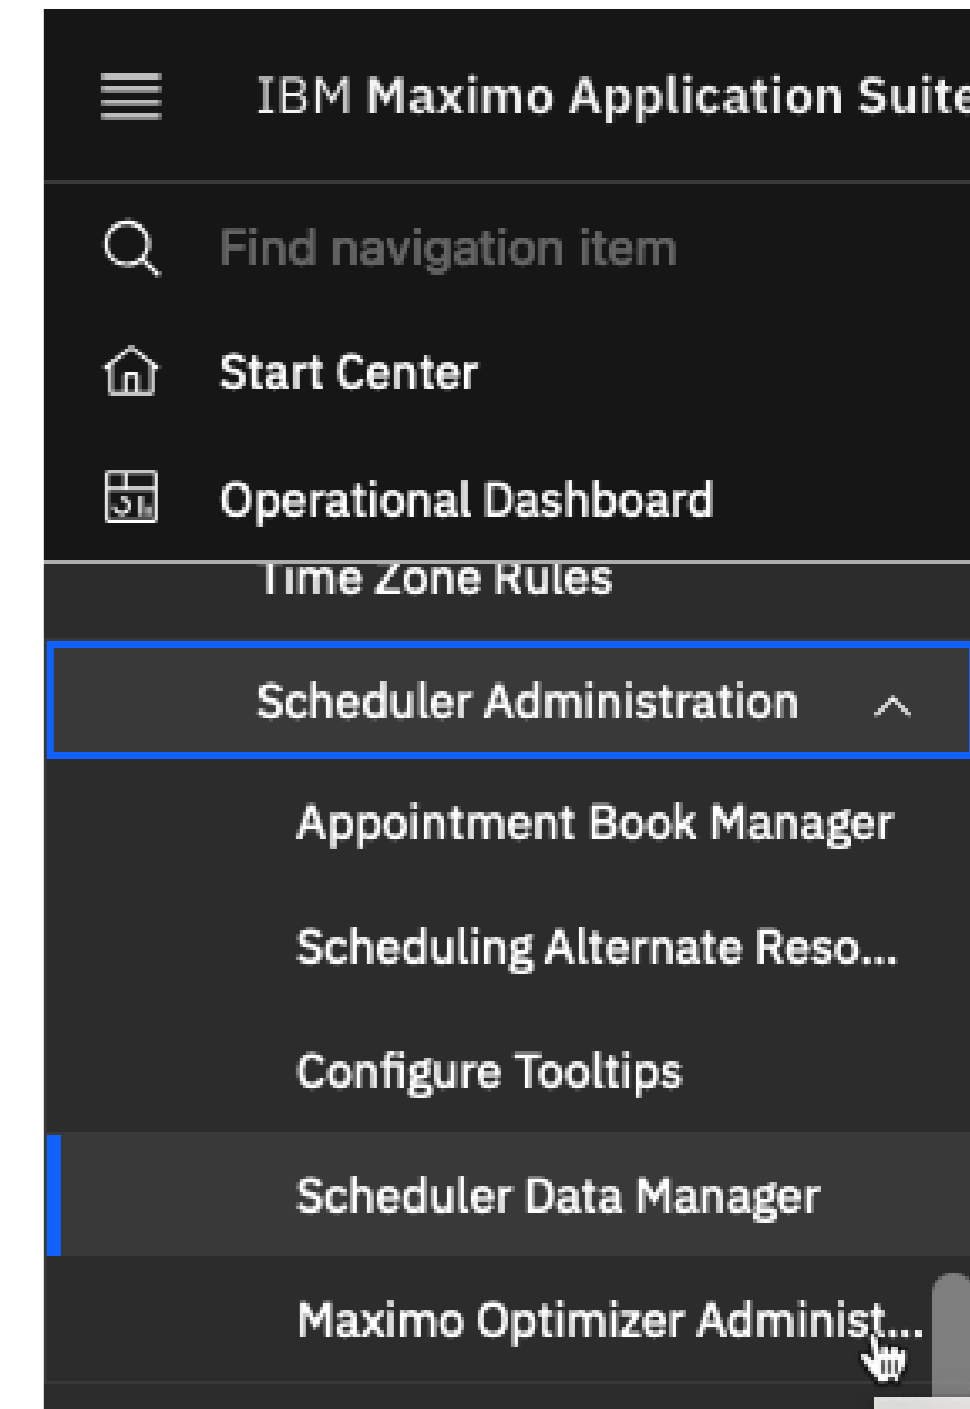 IBM Maximo Application Suite
Find navigation item
Start Center
Operational Dashboard
Time Zone Rules
Scheduler Administration
Appointment Book Manager
Scheduling Alternate Reso...
Configure Tooltips
Scheduler Data Manager
Maximo Optimizer Administ...